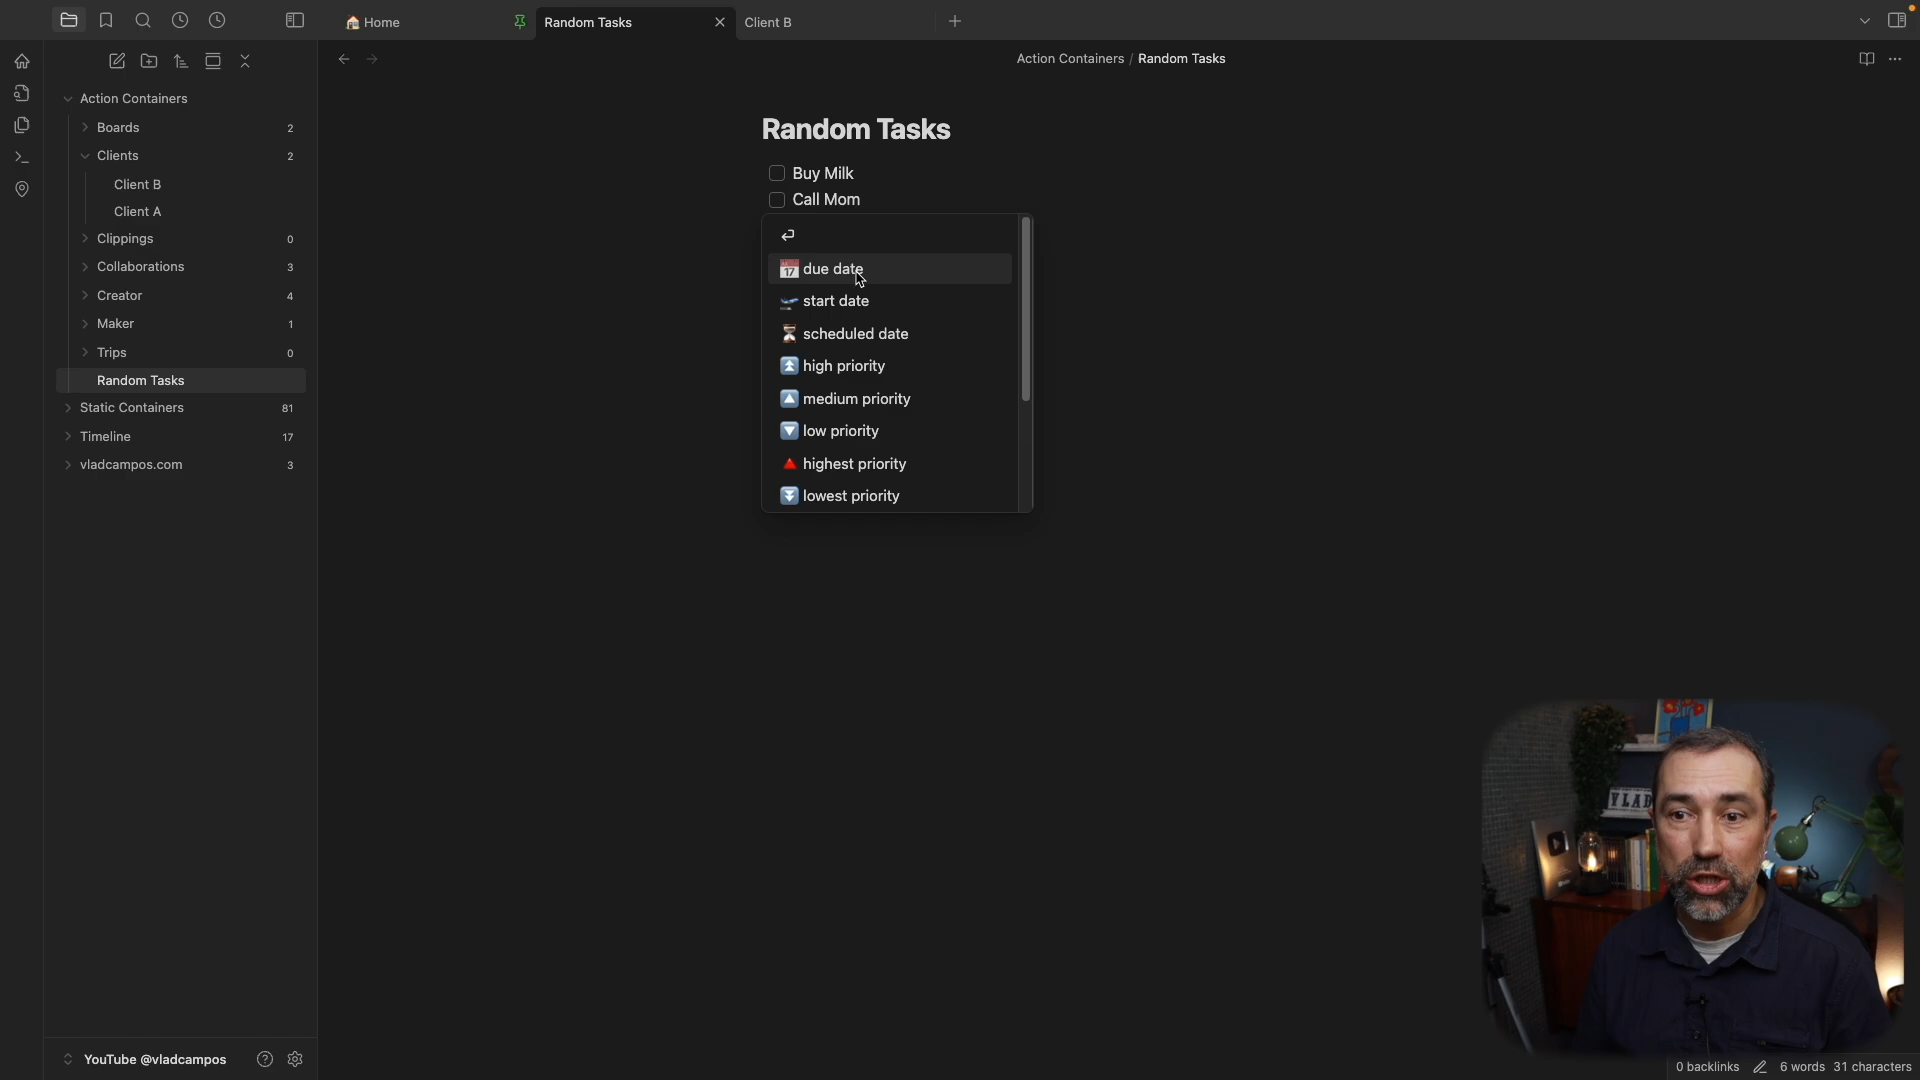 Home
Random Tasks
Client B
Action Containers / Random Tasks
Action Containers
Boards 2
Clients 2
Client B
Client A
Clippings 0
Collaborations 3
Creator 4
Maker 1
Trips 0
Random Tasks
Static Containers 81
Timeline 17
vladcampos.com 3
Random Tasks
Buy Milk
Call Mom
17 due date
start date
scheduled date
high priority
medium priority
low priority
highest priority
lowest priority
VLAD
YouTube @vladcampos
0 backlinks 6 words 31 characters